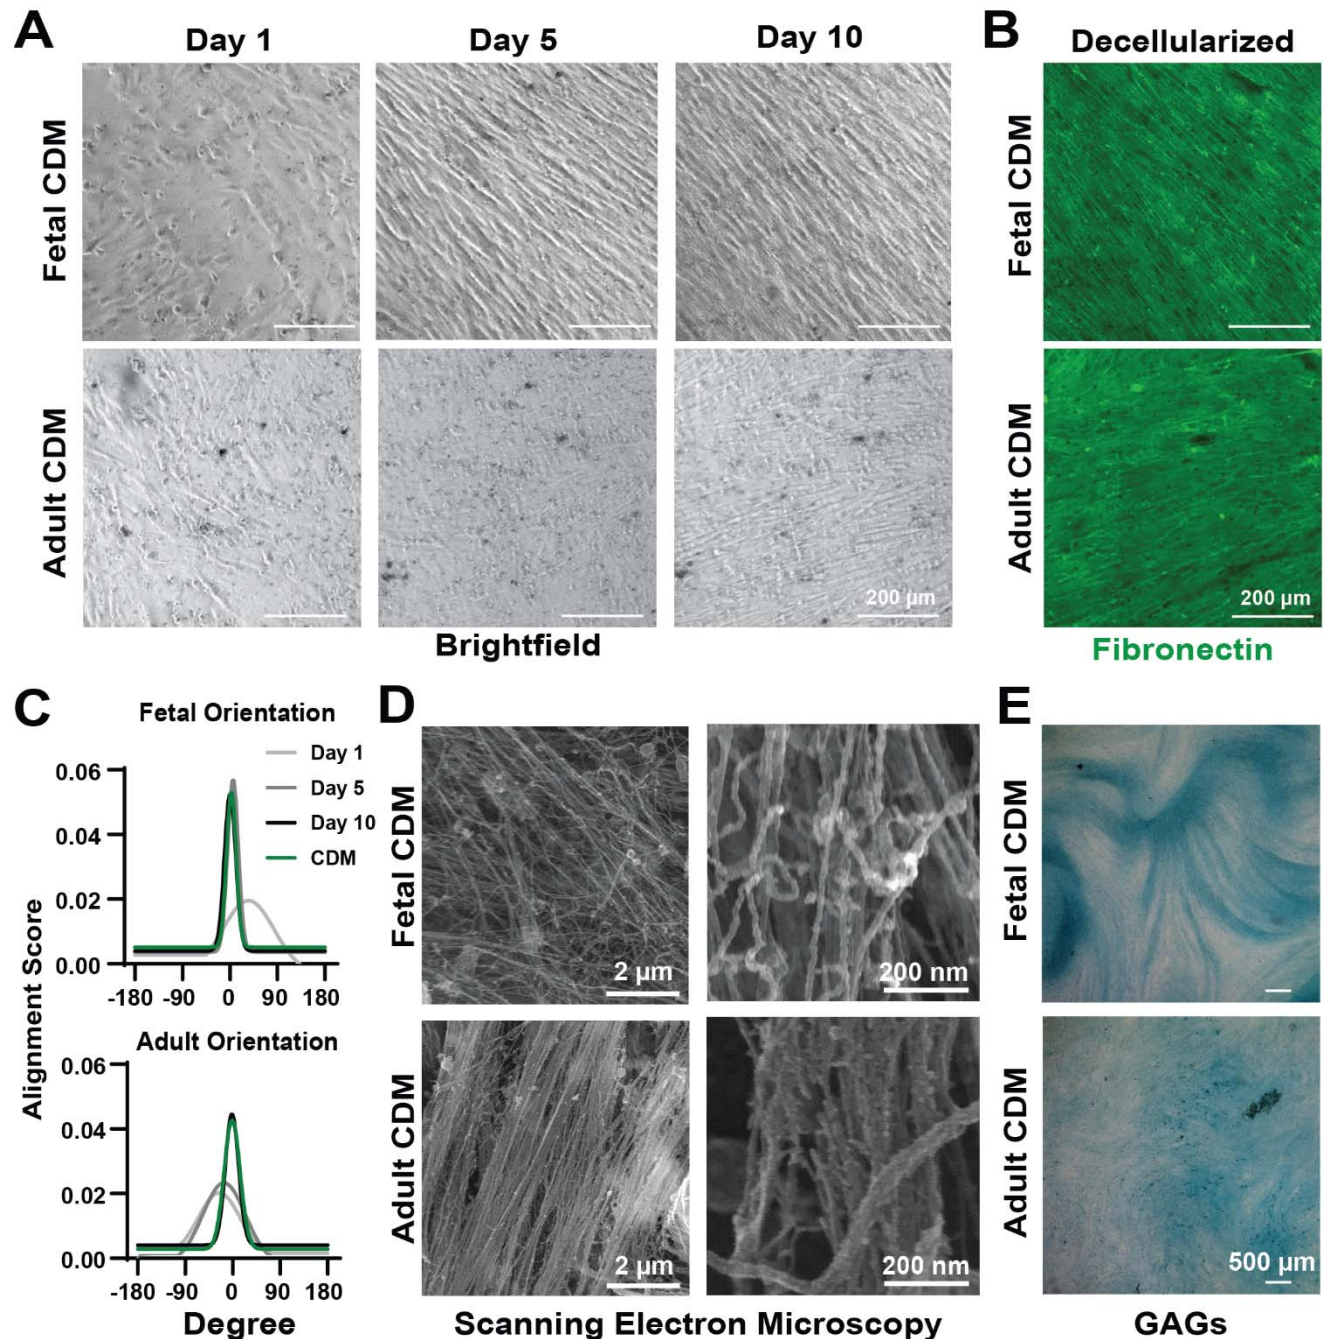 A
Day 1
Day 5
Day 10
B
Decellularized
Fetal CDM
Fetal CDM
Adult CDM
200 µm
Adult CDM
200 µm
Brightfield
Fibronectin
C
Fetal Orientation
Day 1
Day 5
Day 10
CDM
0.06
0.04
0.02
0.00
-180 -90 0 90 180
Adult Orientation
0.06
0.04
0.02
0.00
-180 -90 0 90 180
Alignment Score
Degree
D
Fetal CDM
2 µm
200 nm
Adult CDM
2 µm
200 nm
Scanning Electron Microscopy
E
Fetal CDM
Adult CDM
500 µm
GAGs